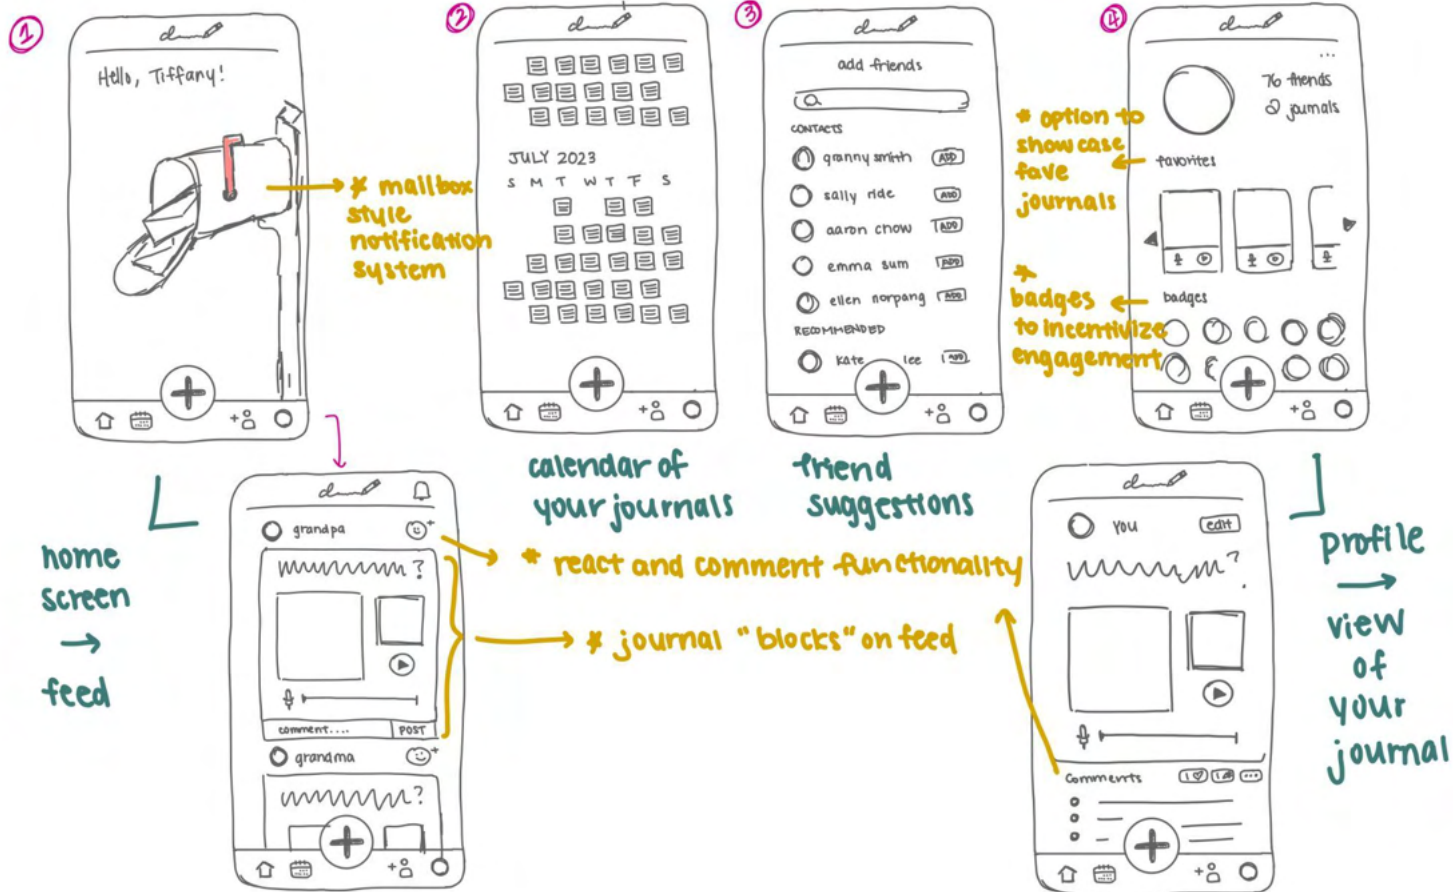 1
Hello, Tiffany!
* mailbox
style
notification
system
2
JULY 2023
S M T W T F S
calendar of
your journals
3
add friends
CONTACTS
granny smith ADD
sally ride ADD
aaron chow ADD
emma sum ADD
ellen norpang ADD
RECOMMENDED
kate lee ADD
friend
suggestions
4
...
76 friends
2 journals
favorites
badges
* option to
showcase
fave
journals
*
badges
to incentivize
engagement
home
screen
→
feed
grandpa
?
comment.... POST
grandma
?
* react and comment functionality
* journal "blocks" on feed
you edit
?
comments 1 1 ...
profile
→
view
of
your
journal